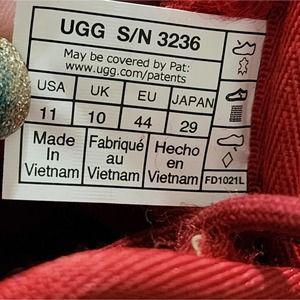 UGG S/N 3236
May be covered by Pat:
www.ugg.com/patents
USA UK EU JAPAN
11 10 44 29
Made In Vietnam
Fabriqué au Vietnam
Hecho en Vietnam
FD1021L